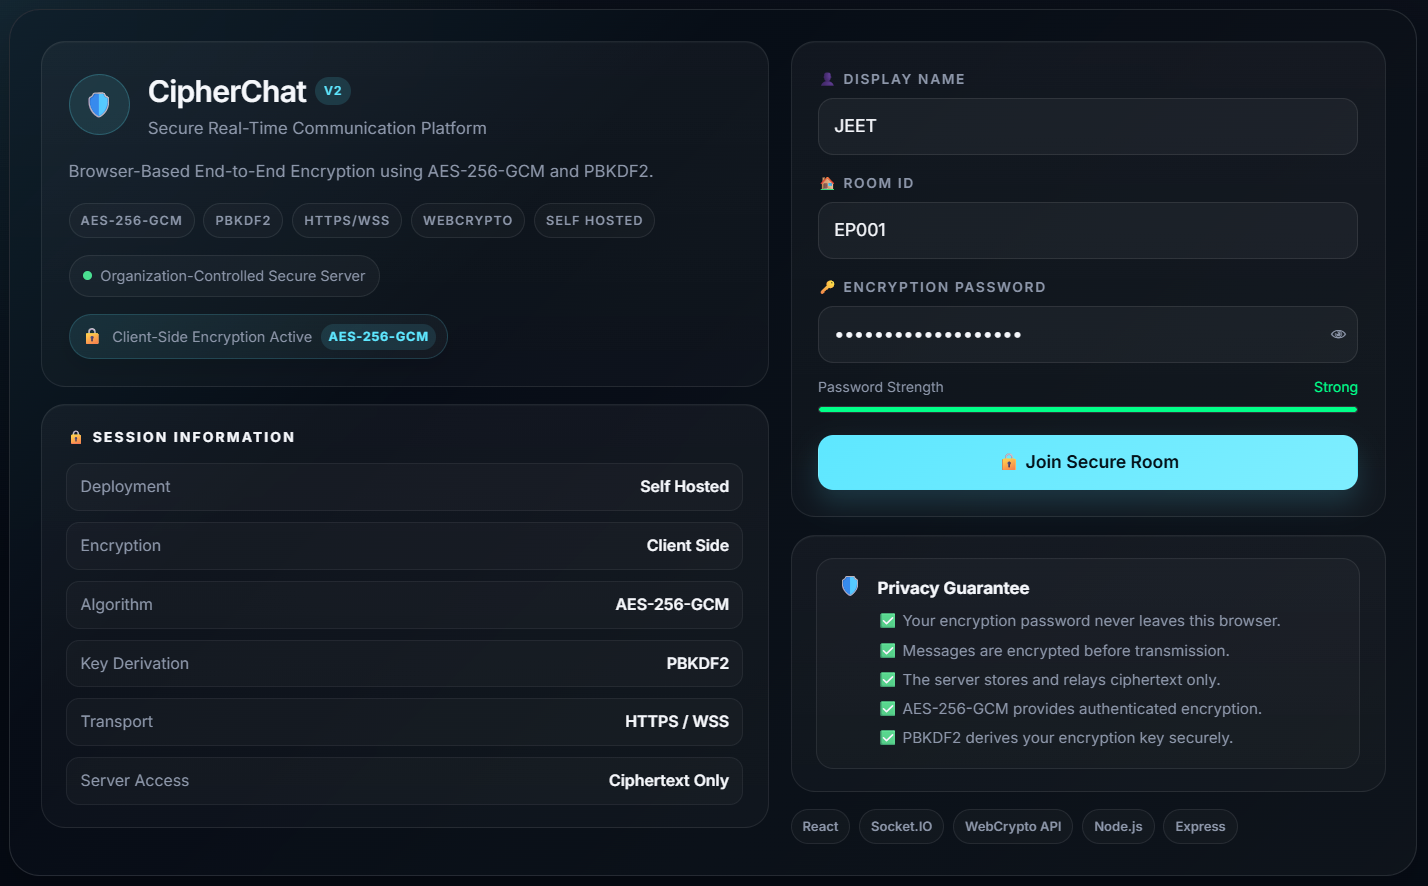 CipherChat V2
Secure Real-Time Communication Platform
Browser-Based End-to-End Encryption using AES-256-GCM and PBKDF2.
AES-256-GCM PBKDF2 HTTPS/WSS WEBCRYPTO SELF HOSTED
Organization-Controlled Secure Server
Client-Side Encryption Active AES-256-GCM
SESSION INFORMATION
Deployment Self Hosted
Encryption Client Side
Algorithm AES-256-GCM
Key Derivation PBKDF2
Transport HTTPS / WSS
Server Access Ciphertext Only
DISPLAY NAME
JEET
ROOM ID
EP001
ENCRYPTION PASSWORD
•••••••••••••••••••
Password Strength Strong
Join Secure Room
Privacy Guarantee
Your encryption password never leaves this browser.
Messages are encrypted before transmission.
The server stores and relays ciphertext only.
AES-256-GCM provides authenticated encryption.
PBKDF2 derives your encryption key securely.
React Socket.IO WebCrypto API Node.js Express